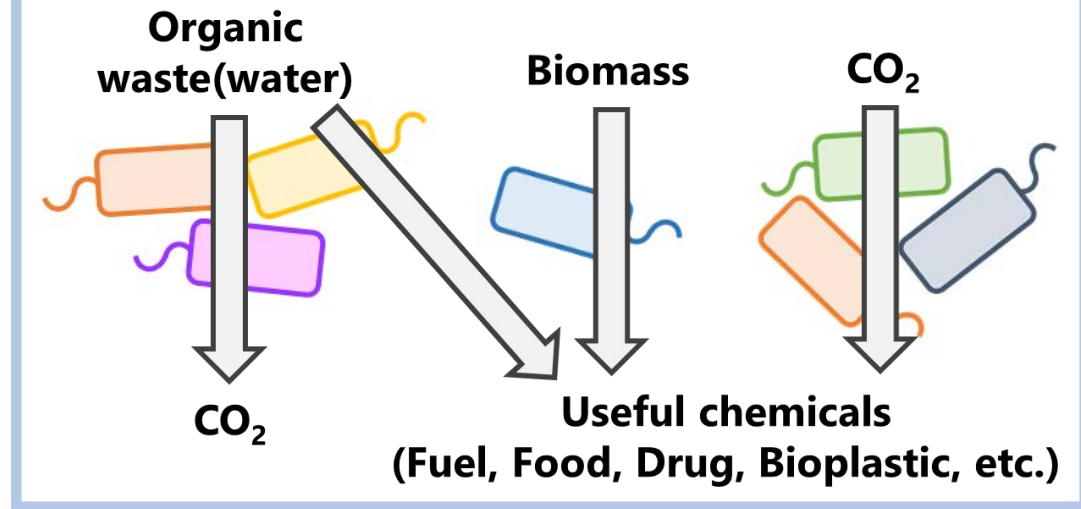 Organic
waste(water)
Biomass
CO₂
CO₂
Useful chemicals
(Fuel, Food, Drug, Bioplastic, etc.)